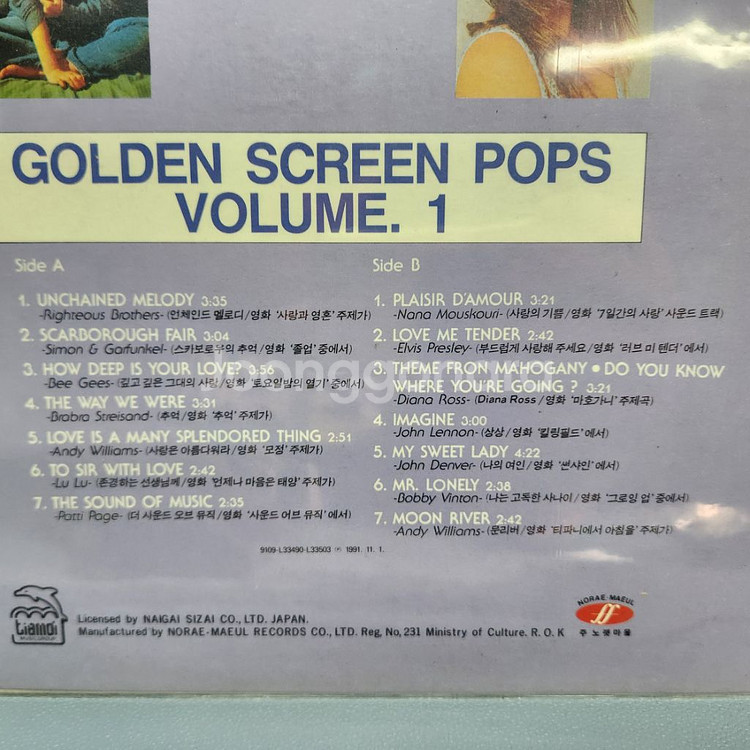 GOLDEN SCREEN POPS
VOLUME. 1
Side A
1. UNCHAINED MELODY 3:35
-Righteous Brothers- (언체인드 멜로디/영화 '사랑과 영혼' 주제가)
2. SCARBOROUGH FAIR 3:04
-Simon & Garfunkel- (스카보로우의 추억/영화 '졸업' 중에서)
3. HOW DEEP IS YOUR LOVE? 3:56
-Bee Gees- (깊고 깊은 그대의 사랑/영화 '토요일밤의 열기' 중에서)
4. THE WAY WE WERE 3:31
-Brabra Streisand- (추억/영화 '추억' 주제가)
5. LOVE IS A MANY SPLENDORED THING 2:51
-Andy Williams- (사랑은 아름다워라/영화 '모정' 주제가)
6. TO SIR WITH LOVE 2:42
-Lu Lu- (존경하는 선생님께/영화 '언제나 마음은 태양' 주제가)
7. THE SOUND OF MUSIC 2:35
-Patti Page- (더 사운드 오브 뮤직/영화 '사운드 어브 뮤직'에서)
Side B
1. PLAISIR D'AMOUR 3:21
-Nana Mouskouri- (사랑의 기쁨/영화 '7일간의 사랑' 사운드 트랙)
2. LOVE ME TENDER 2:42
-Elvis Presley- (부드럽게 사랑해 주세요/영화 '러브 미 텐더'에서)
3. THEME FRON MAHOGANY • DO YOU KNOW
WHERE YOU'RE GOING? 3:21
-Diana Ross- (Diana Ross/영화 '마호가니' 주제곡)
4. IMAGINE 3:00
-John Lennon- (상상/영화 '킬링필드'에서)
5. MY SWEET LADY 4:22
-John Denver- (나의 여인/영화 '썬샤인'에서)
6. MR. LONELY 2:38
-Bobby Vinton- (나는 고독한 사나이/영화 '그로잉 업' 중에서)
7. MOON RIVER 2:42
-Andy Williams- (문리버/영화 '티파니에서 아침을' 주제가)
9109-L33490-L33503 ℗ 1991. 11. 1.
tiamoi
Licensed by NAIGAI SIZAI CO., LTD. JAPAN.
Manufactured by NORAE-MAEUL RECORDS CO., LTD. Reg, No, 231 Ministry of Culture. R. O. K
NORAE-MAEUL
주 노랫마을